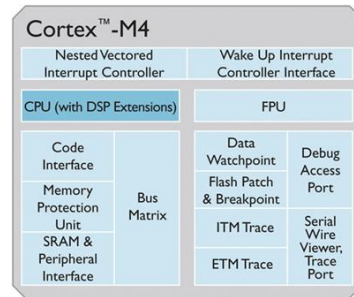 Cortex™-M4
Nested Vectored
Interrupt Controller
Wake Up Interrupt
Controller Interface
CPU (with DSP Extensions)
FPU
Code
Interface
Memory
Protection
Unit
SRAM &
Peripheral
Interface
Bus
Matrix
Data
Watchpoint
Flash Patch
& Breakpoint
ITM Trace
ETM Trace
Debug
Access
Port
Serial
Wire
Viewer,
Trace
Port